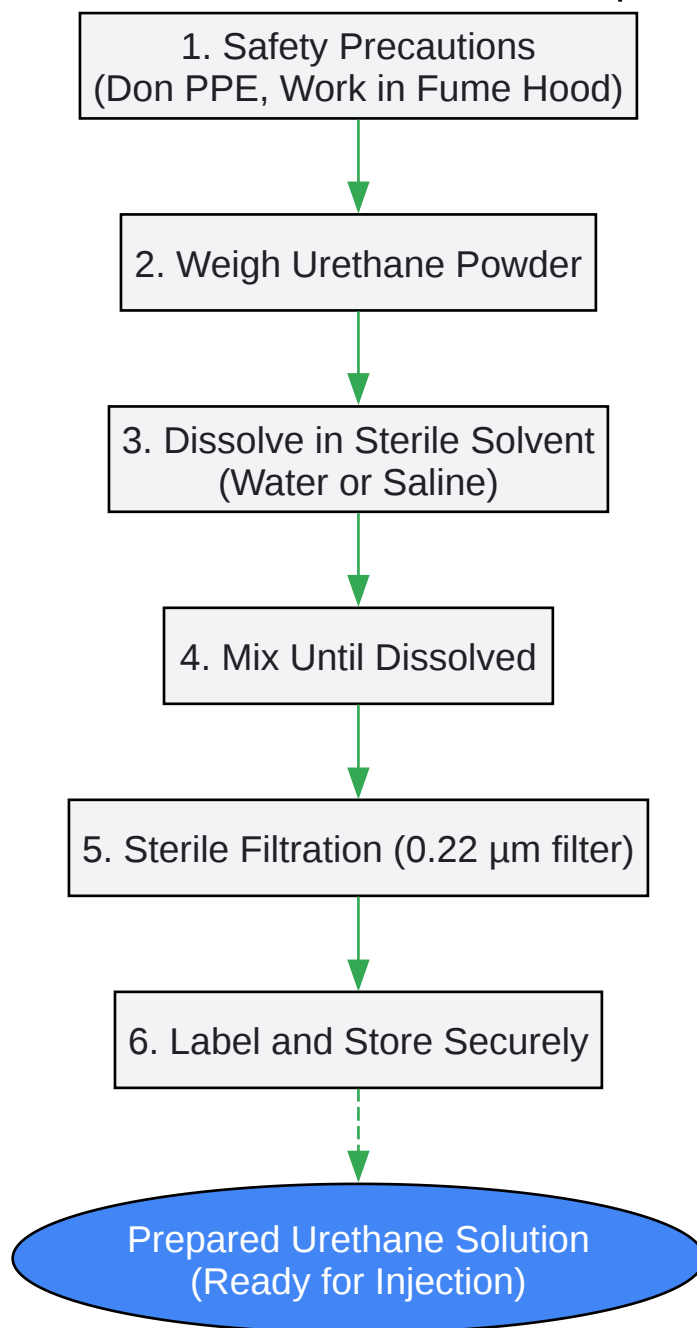 1. Safety Precautions
(Don PPE, Work in Fume Hood)
2. Weigh Urethane Powder
3. Dissolve in Sterile Solvent
(Water or Saline)
4. Mix Until Dissolved
5. Sterile Filtration (0.22 µm filter)
6. Label and Store Securely
Prepared Urethane Solution
(Ready for Injection)